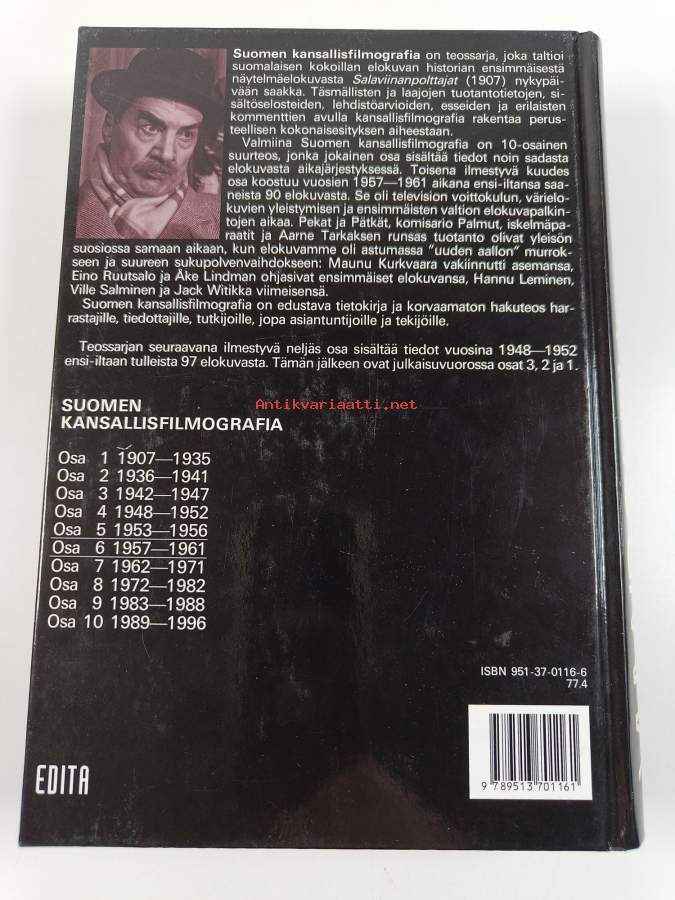 Suomen kansallisfilmografia on teossarja, joka taltioi
suomalaisen kokoillan elokuvan historian ensimmäisestä
näytelmäelokuvasta Salaviinanpolttajat (1907) nykypäi-
vään saakka. Täsmällisten ja laajojen tuotantotietojen, si-
sältöselosteiden, lehdistöarvioiden, esseiden ja erilaisten
kommenttien avulla kansallisfilmografia rakentaa perus-
teellisen kokonaisesityksen aiheestaan.
Valmiina Suomen kansallisfilmografia on 10-osainen
suurteos, jonka jokainen osa sisältää tiedot noin sadasta
elokuvasta aikajärjestyksessä. Toisena ilmestyvä kuudes
osa koostuu vuosien 1957—1961 aikana ensi-iltansa saa-
neista 90 elokuvasta. Se oli television voittokulun, värielo-
kuvien yleistymisen ja ensimmäisten valtion elokuvapalkin-
tojen aikaa. Pekat ja Pätkät, komisario Palmut, iskelmäpa-
raatit ja Aarne Tarkaksen runsas tuotanto olivat yleisön
suosiossa samaan aikaan, kun elokuvamme oli astumassa "uuden aallon" murrok-
seen ja suureen sukupolvenvaihdokseen: Maunu Kurkvaara vakiinnutti asemansa,
Eino Ruutsalo ja Åke Lindman ohjasivat ensimmäiset elokuvansa, Hannu Leminen,
Ville Salminen ja Jack Witikka viimeisensä.
Suomen kansallisfilmografia on edustava tietokirja ja korvaamaton hakuteos har-
rastajille, tiedottajille, tutkijoille, jopa asiantuntijoille ja tekijöille.
Teossarjan seuraavana ilmestyvä neljäs osa sisältää tiedot vuosina 1948—1952
ensi-iltaan tulleista 97 elokuvasta. Tämän jälkeen ovat julkaisuvuorossa osat 3, 2 ja 1.
Antikvariaatti.net
SUOMEN
KANSALLISFILMOGRAFIA
Osa 1 1907—1935
Osa 2 1936—1941
Osa 3 1942—1947
Osa 4 1948—1952
Osa 5 1953—1956
Osa 6 1957—1961
Osa 7 1962—1971
Osa 8 1972—1982
Osa 9 1983—1988
Osa 10 1989—1996
ISBN 951-37-0116-6
77.4
EDITA
9 789513 701161